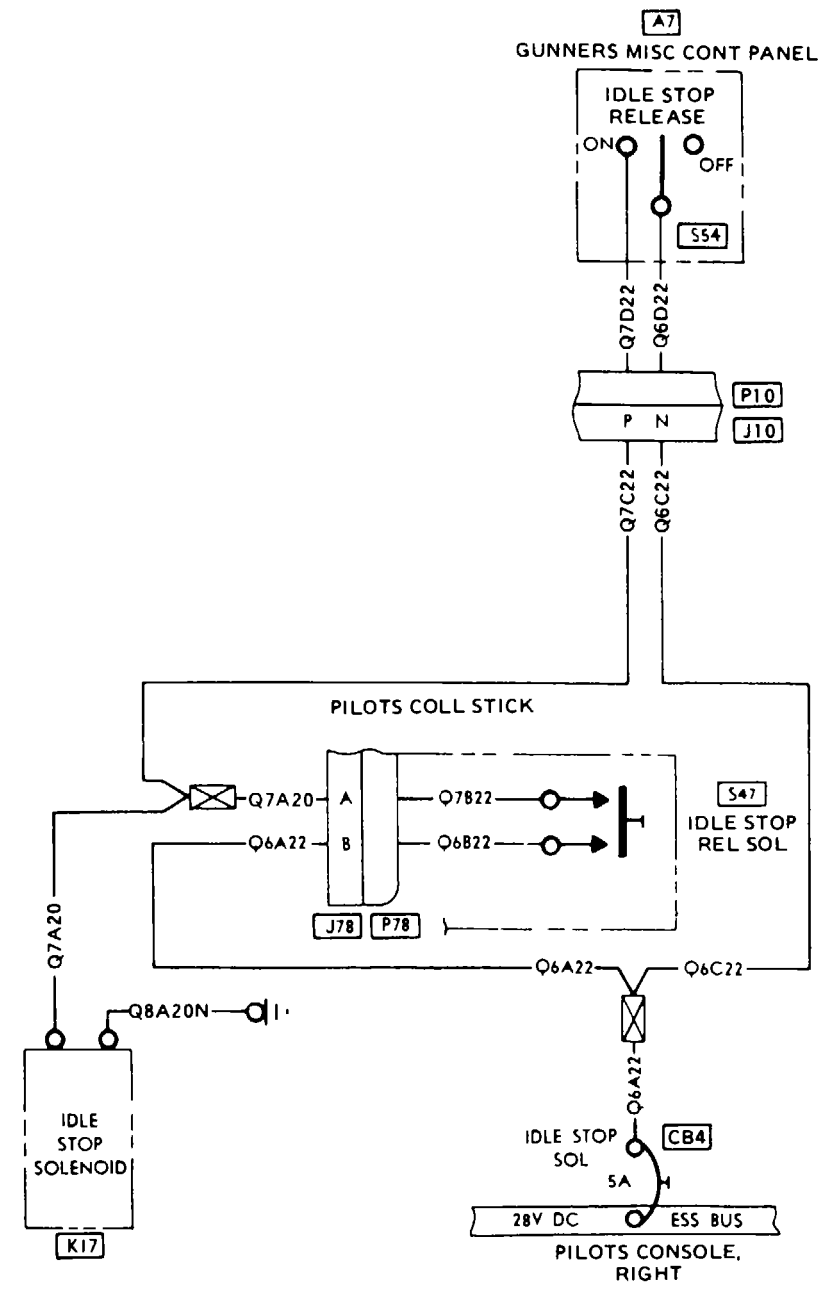 A7
GUNNERS MISC CONT PANEL
IDLE STOP
RELEASE
ON
OFF
S54
Q7D22
Q6D22
P10
P N
J10
Q7C22
Q6C22
PILOTS COLL STICK
Q7A20
A
Q7B22
S47
IDLE STOP
REL SOL
Q6A22
B
Q6B22
J78
P78
Q7A20
Q6A22
Q6C22
Q8A20N
Q6A22
IDLE
STOP
SOLENOID
K17
IDLE STOP
SOL
CB4
5A
28V DC
ESS BUS
PILOTS CONSOLE,
RIGHT